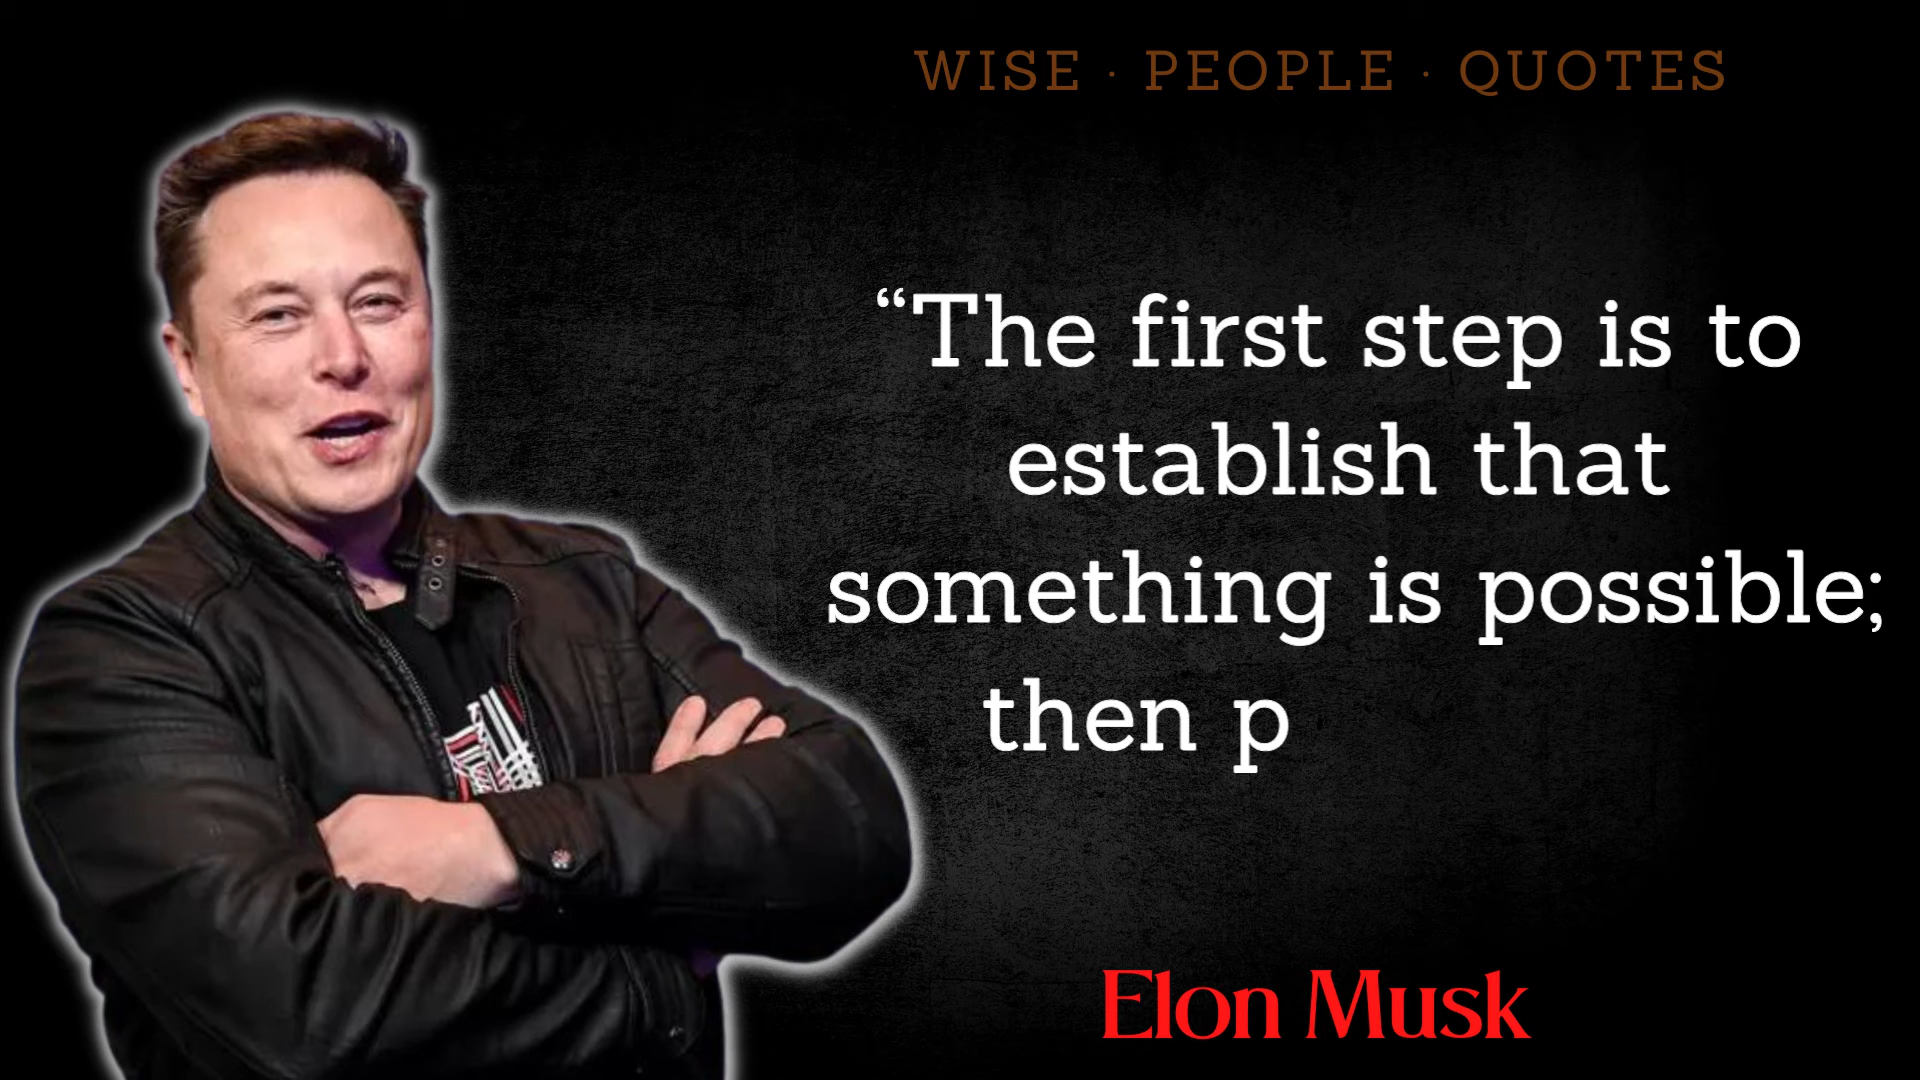 WISE · PEOPLE · QUOTES
“The first step is to
establish that
something is possible;
then p
Elon Musk